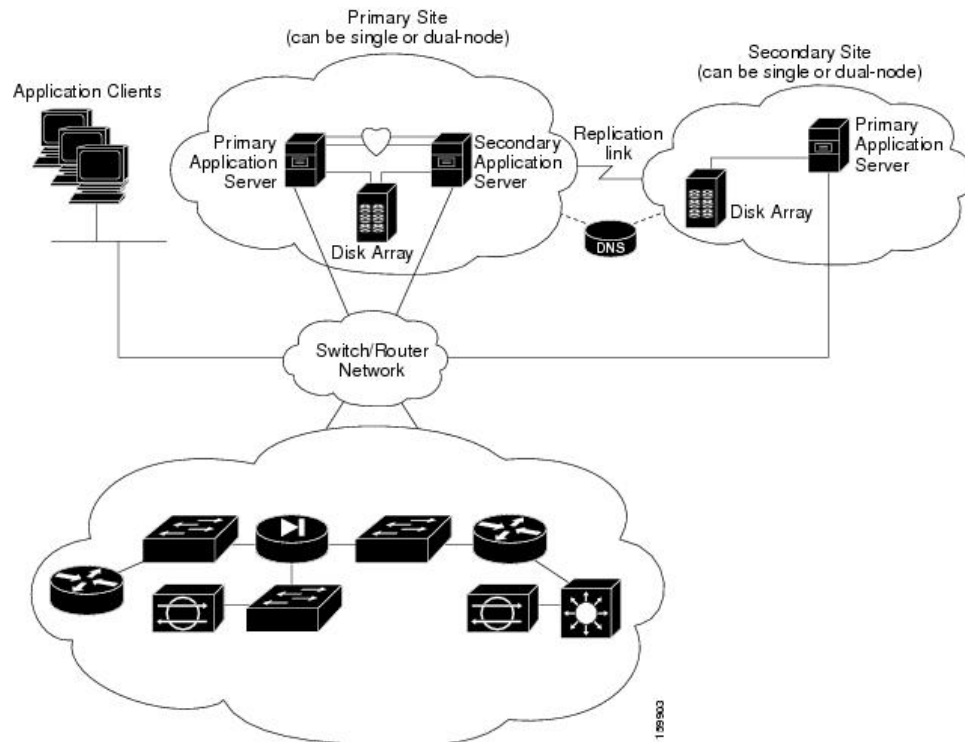 Primary Site
(can be single or dual-node)
Secondary Site
(can be single or dual-node)
Application Clients
Primary
Application
Server
Secondary
Application
Server
Disk Array
Replication
link
DNS
Primary
Application
Server
Disk Array
Switch/Router
Network
159903